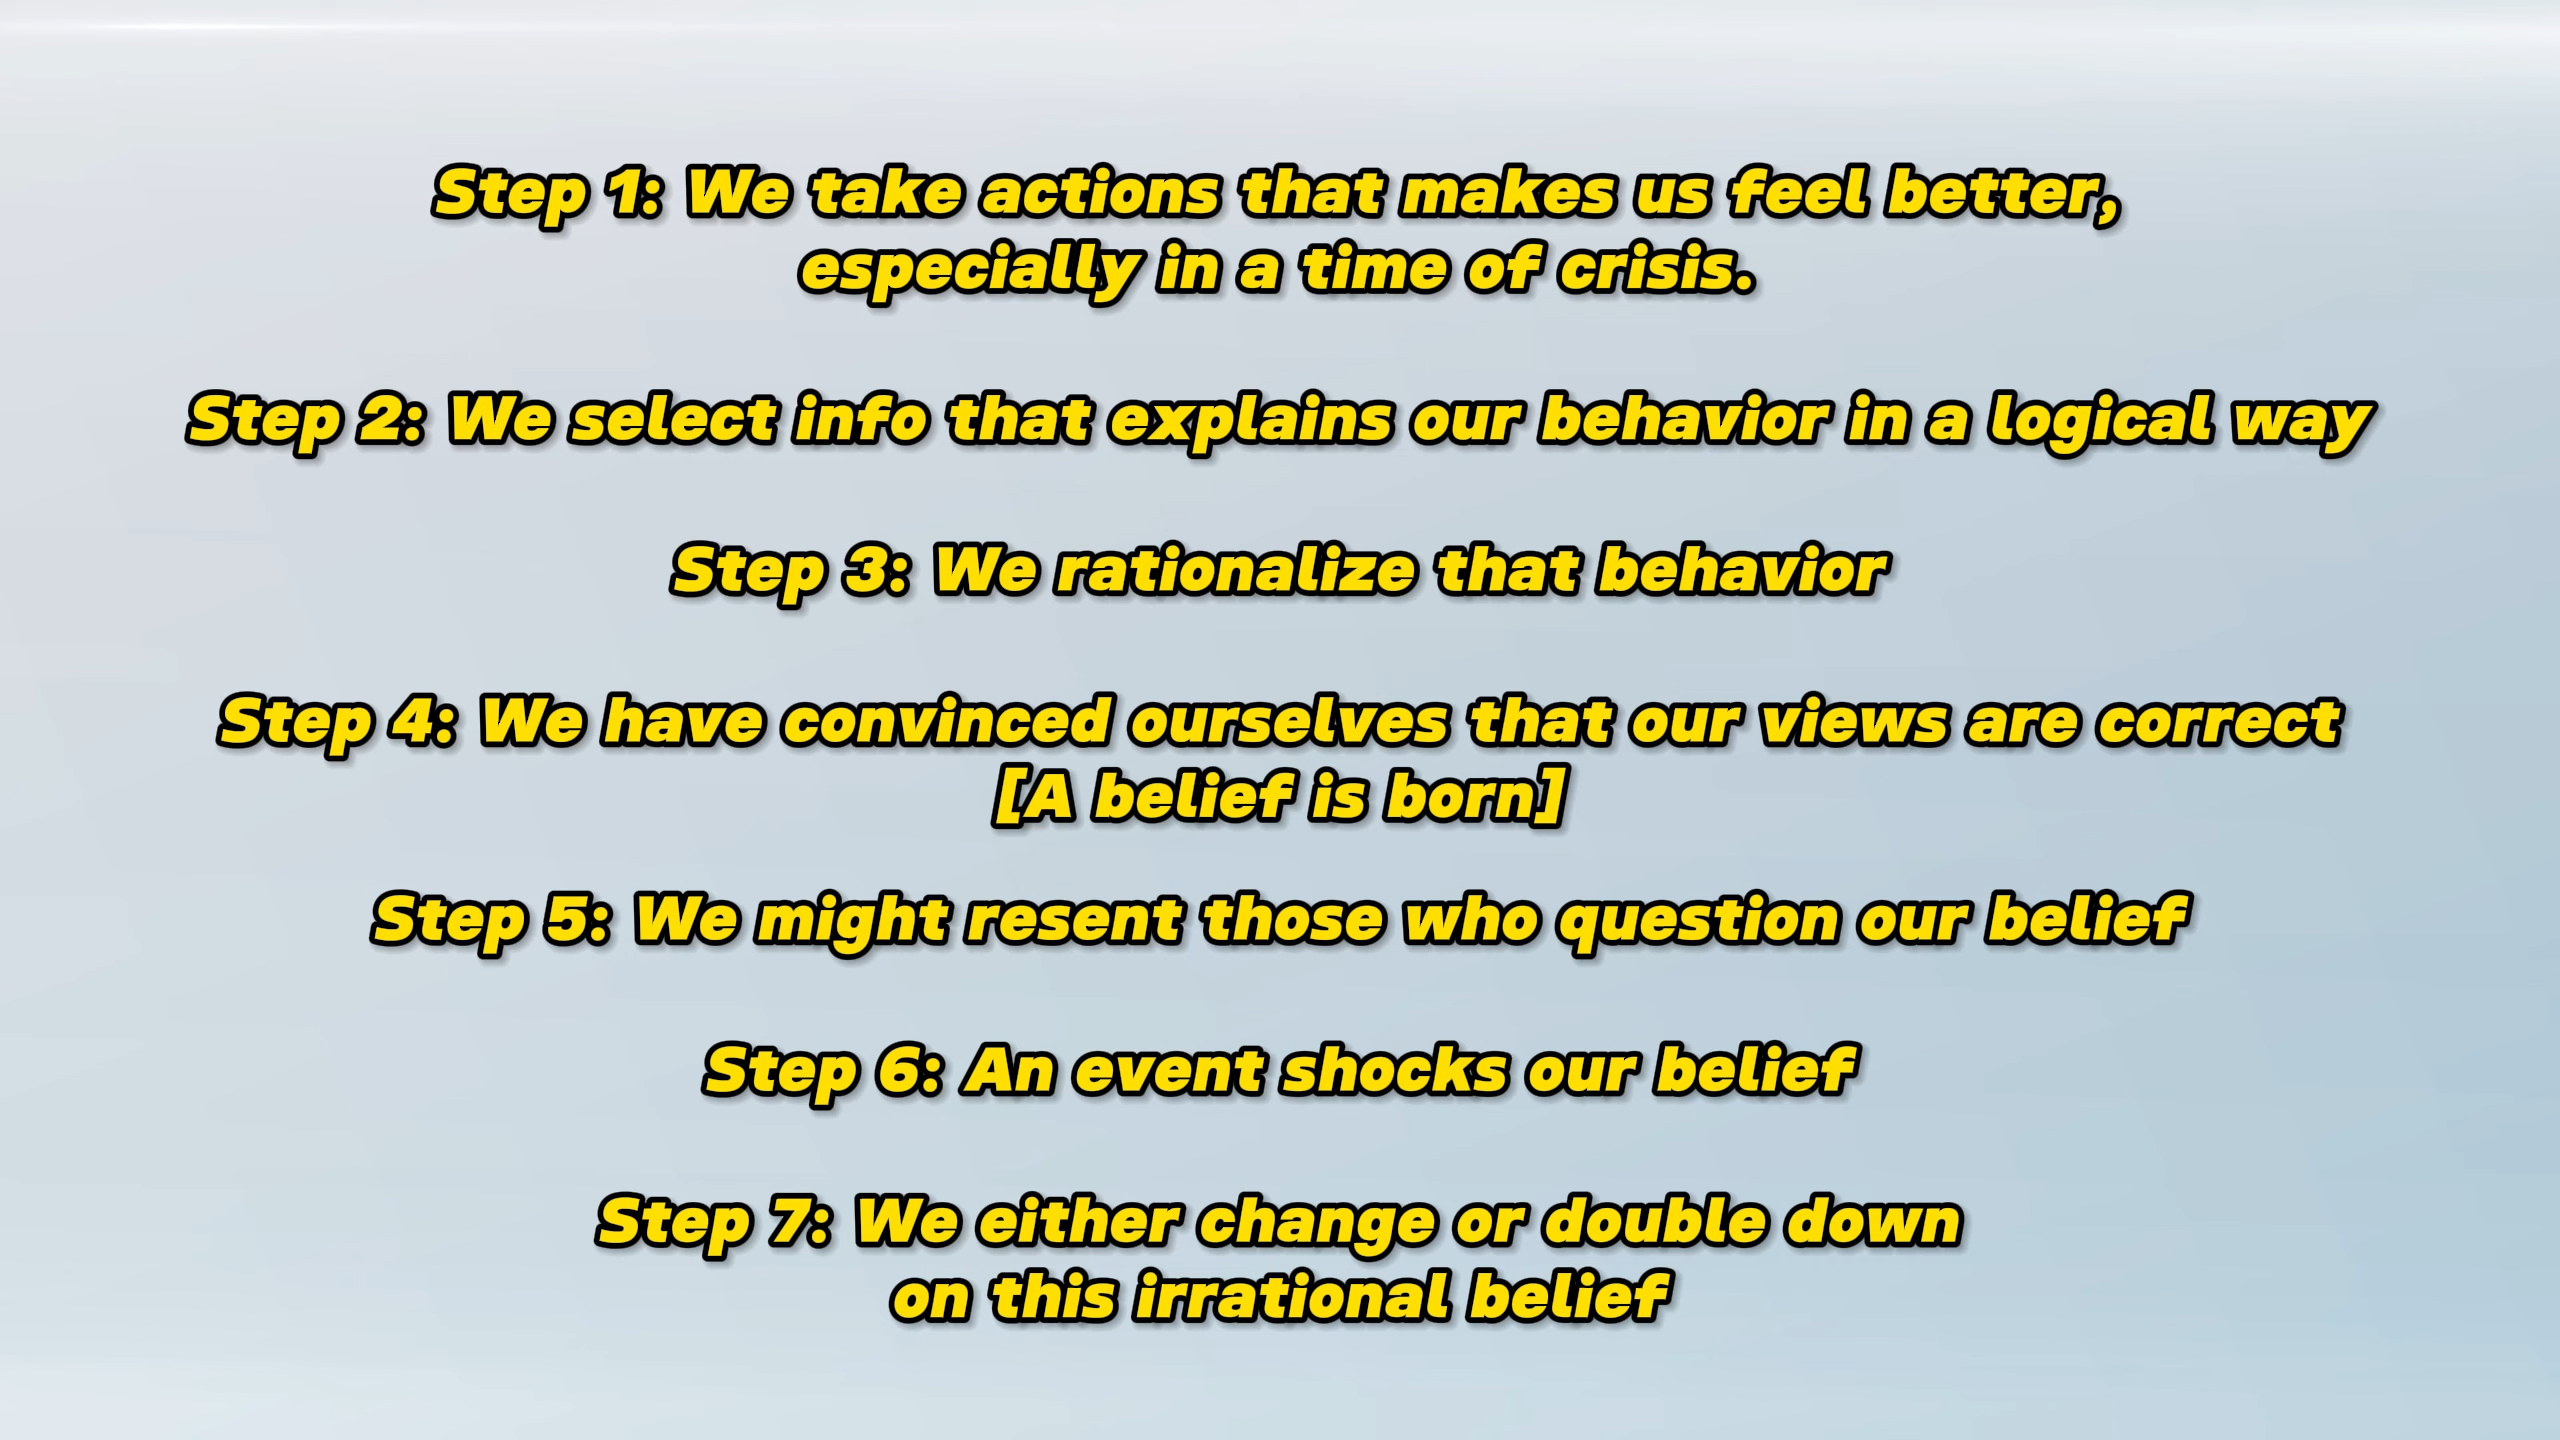 Step 1: We take actions that makes us feel better,
especially in a time of crisis.
Step 2: We select info that explains our behavior in a logical way
Step 3: We rationalize that behavior
Step 4: We have convinced ourselves that our views are correct
[A belief is born]
Step 5: We might resent those who question our belief
Step 6: An event shocks our belief
Step 7: We either change or double down
on this irrational belief